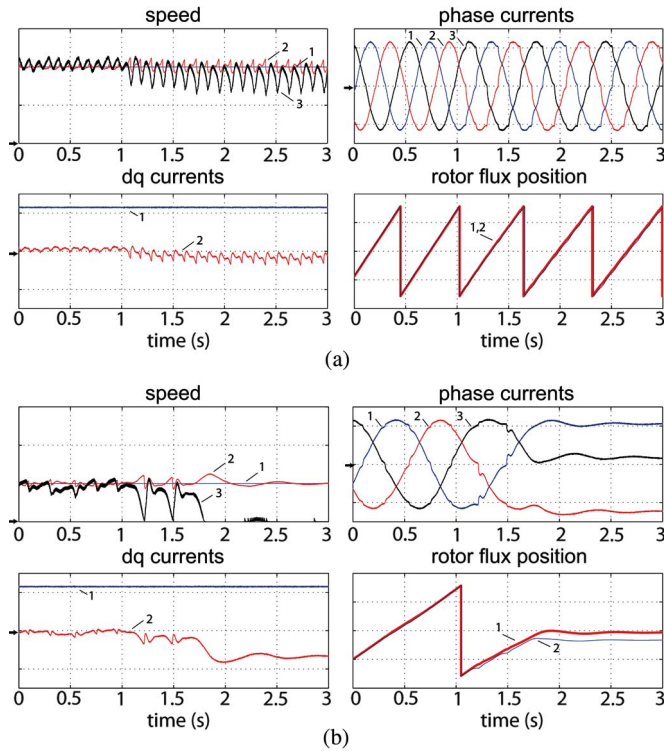 speed
phase currents
1 2 3
2 1
3
0 0.5 1 1.5 2 2.5 3
0 0.5 1 1.5 2 2.5 3
dq currents
rotor flux position
1
2
1,2
0 0.5 1 1.5 2 2.5 3
0 0.5 1 1.5 2 2.5 3
time (s)
time (s)
(a)
speed
phase currents
1 2 3
2 1
3
0 0.5 1 1.5 2 2.5 3
0 0.5 1 1.5 2 2.5 3
dq currents
rotor flux position
1
2
1
2
0 0.5 1 1.5 2 2.5 3
0 0.5 1 1.5 2 2.5 3
time (s)
time (s)
(b)